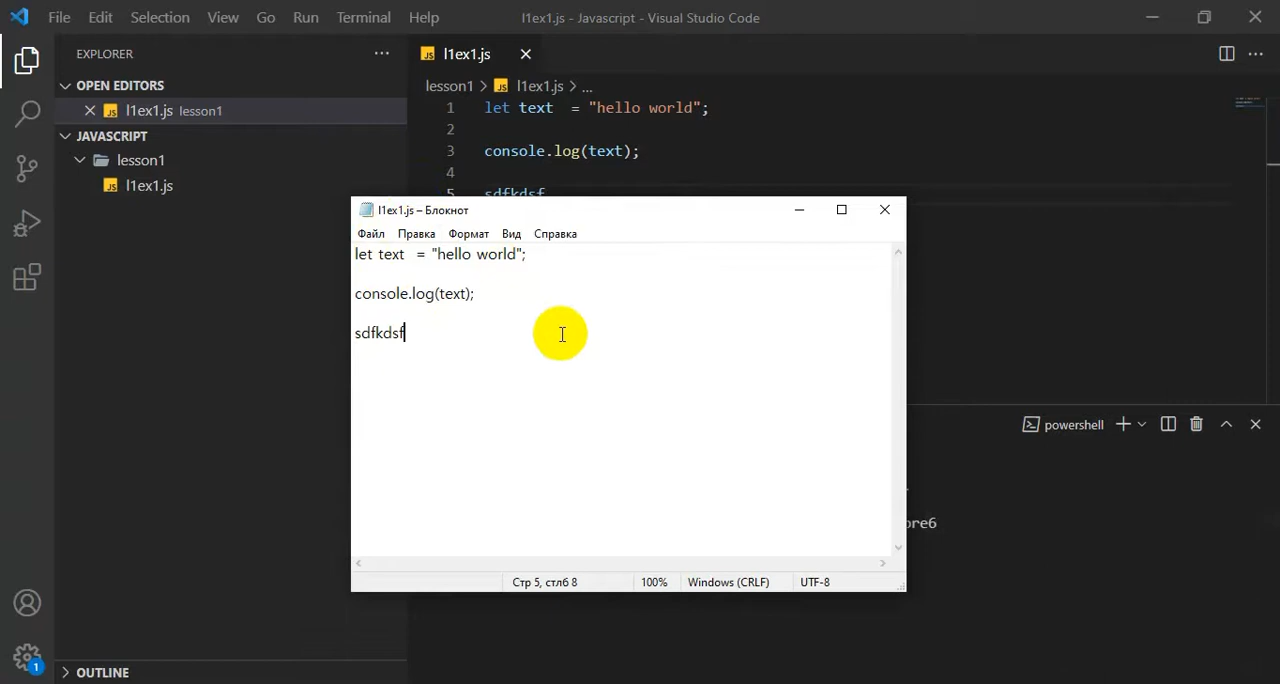 File Edit Selection View Go Run Terminal Help l1ex1.js - Javascript - Visual Studio Code
EXPLORER
OPEN EDITORS
l1ex1.js lesson1
JAVASCRIPT
lesson1
l1ex1.js
OUTLINE
1
l1ex1.js
lesson1 > l1ex1.js > ...
1 let text  = "hello world";
2
3 console.log(text);
4
5 sdfkdsf
l1ex1.js – Блокнот
Файл Правка Формат Вид Справка
let text  = "hello world";
console.log(text);
sdfkdsf
Стр 5, стлб 8 100% Windows (CRLF) UTF-8
powershell
ore6